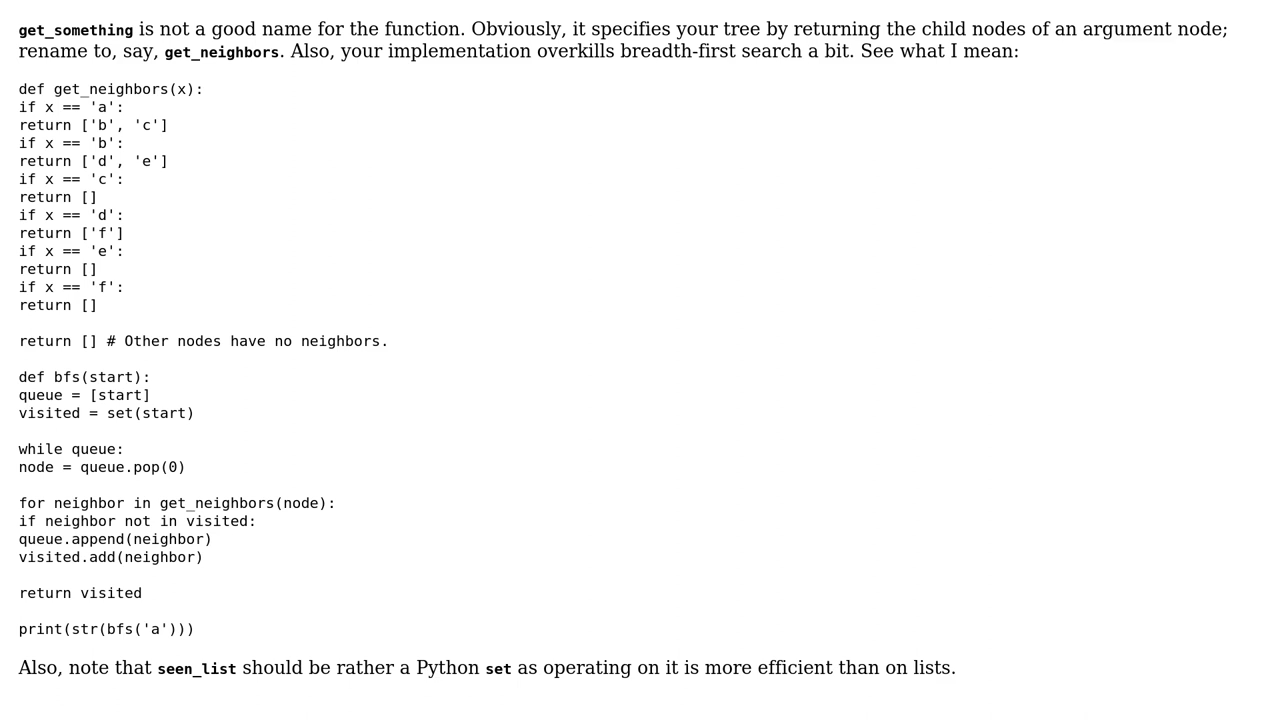 get_something is not a good name for the function. Obviously, it specifies your tree by returning the child nodes of an argument node;
rename to, say, get_neighbors. Also, your implementation overkills breadth-first search a bit. See what I mean:
def get_neighbors(x):
if x == 'a':
return ['b', 'c']
if x == 'b':
return ['d', 'e']
if x == 'c':
return []
if x == 'd':
return ['f']
if x == 'e':
return []
if x == 'f':
return []
return [] # Other nodes have no neighbors.
def bfs(start):
queue = [start]
visited = set(start)
while queue:
node = queue.pop(0)
for neighbor in get_neighbors(node):
if neighbor not in visited:
queue.append(neighbor)
visited.add(neighbor)
return visited
print(str(bfs('a')))
Also, note that seen_list should be rather a Python set as operating on it is more efficient than on lists.